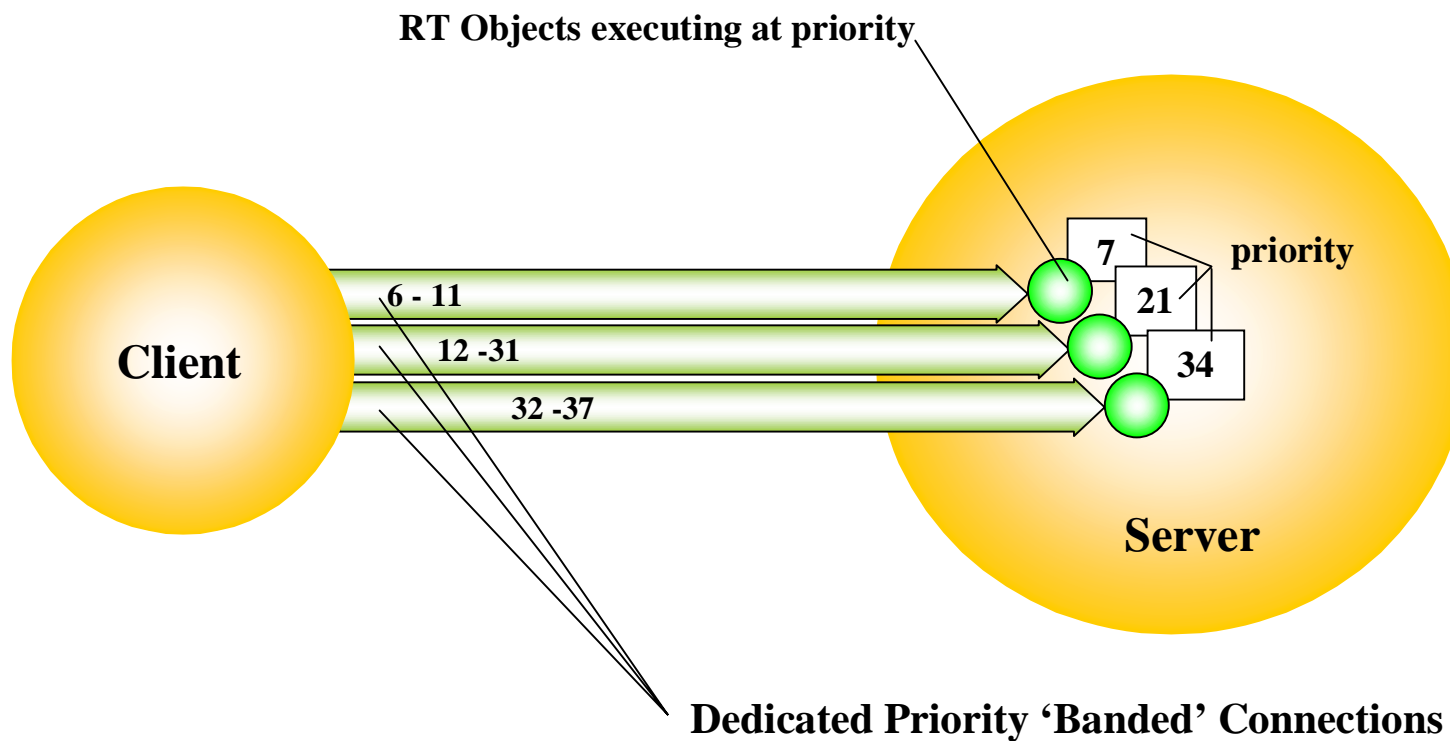 RT Objects executing at priority
7
priority
6 - 11
21
12 -31
Client
34
32 -37
Server
Dedicated Priority ‘Banded’ Connections